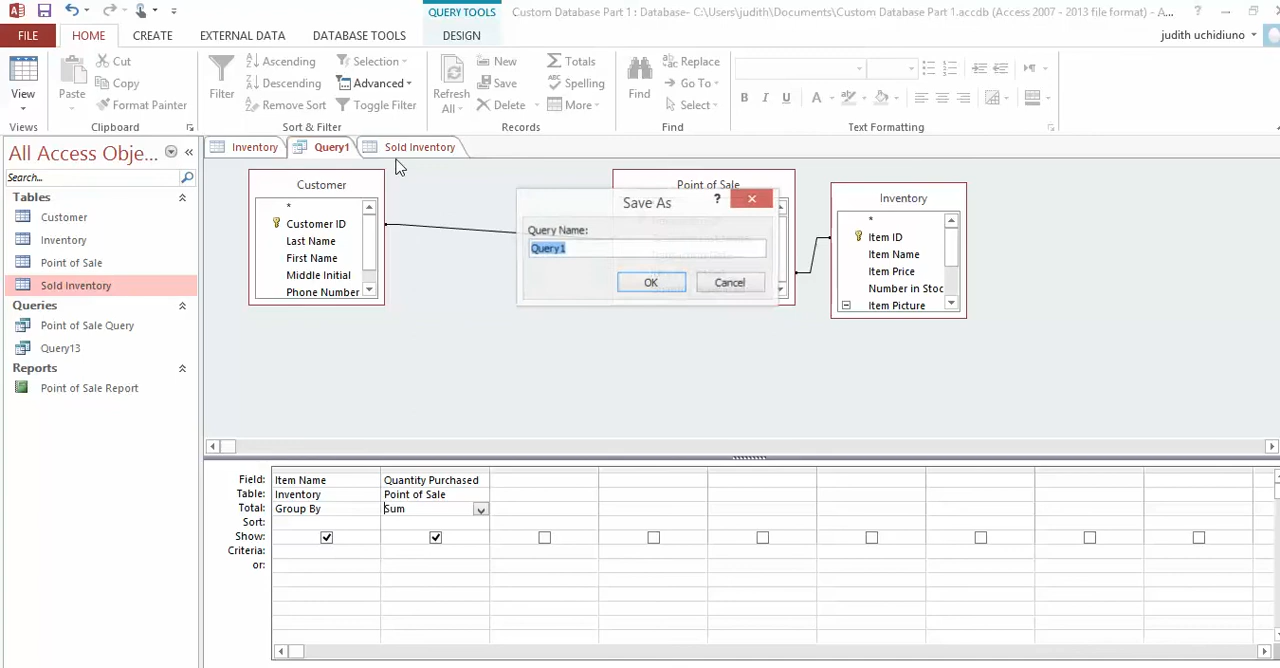 QUERY TOOLS
Custom Database Part 1 : Database- C:\Users\judith\Documents\Custom Database Part 1.accdb (Access 2007 - 2013 file format) - A...
?
FILE
HOME
CREATE
EXTERNAL DATA
DATABASE TOOLS
DESIGN
judith uchidiuno
View
Paste
Cut
Copy
Format Painter
Filter
Ascending
Descending
Remove Sort
Selection
Advanced
Toggle Filter
Refresh
All
New
Save
Delete
Totals
Spelling
More
Find
Replace
Go To
Select
B I U A
Views
Clipboard
Sort & Filter
Records
Find
Text Formatting
All Access Obje...
Search...
Tables
Customer
Inventory
Point of Sale
Sold Inventory
Queries
Point of Sale Query
Query13
Reports
Point of Sale Report
Inventory
Query1
Sold Inventory
Customer
*
Customer ID
Last Name
First Name
Middle Initial
Phone Number
Point of Sale
Save As
?
Query Name:
Query1
OK
Cancel
Inventory
*
Item ID
Item Name
Item Price
Number in Stoc
Item Picture
Field: Item Name Quantity Purchased
Table: Inventory Point of Sale
Total: Group By Sum
Sort:
Show:
Criteria:
or: